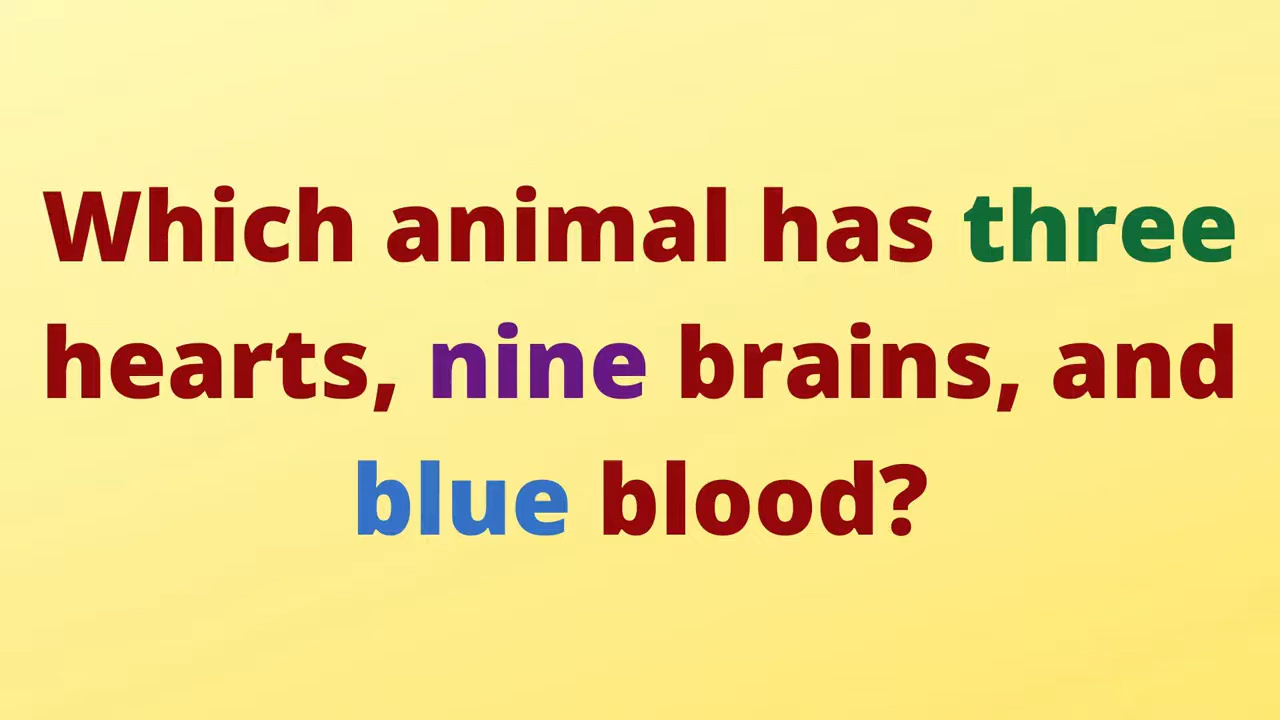 Which animal has three
hearts, nine brains, and
blue blood?